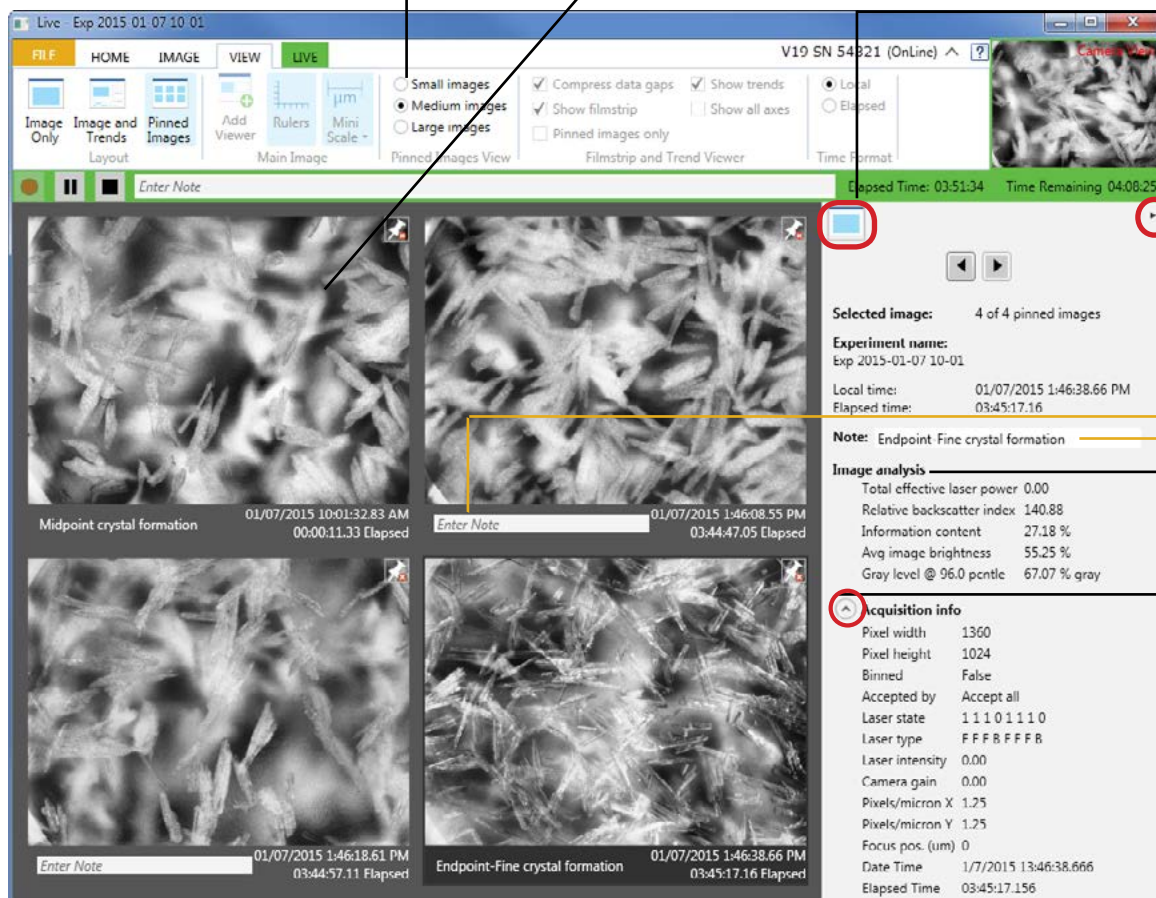 Live - Exp 2015-01-07 10-01
FILE HOME IMAGE VIEW LIVE V19 SN 54321 (OnLine) ?
Camera View
Image Only
Image and Trends
Pinned Images
Layout
Add Viewer
Rulers
µm
Mini Scale
Main Image
Small images
Medium images
Large images
Pinned Images View
Compress data gaps
Show filmstrip
Pinned images only
Show trends
Show all axes
Filmstrip and Trend Viewer
Local
Elapsed
Time Format
Enter Note
Elapsed Time: 03:51:34 Time Remaining 04:08:25
Midpoint crystal formation
01/07/2015 10:01:32.83 AM
00:00:11.33 Elapsed
Enter Note
01/07/2015 1:46:08.55 PM
03:44:47.05 Elapsed
Enter Note
01/07/2015 1:46:18.61 PM
03:44:57.11 Elapsed
Endpoint-Fine crystal formation
01/07/2015 1:46:38.66 PM
03:45:17.16 Elapsed
Selected image: 4 of 4 pinned images
Experiment name:
Exp 2015-01-07 10-01
Local time: 01/07/2015 1:46:38.66 PM
Elapsed time: 03:45:17.16
Note: Endpoint-Fine crystal formation
Image analysis
Total effective laser power 0.00
Relative backscatter index 140.88
Information content 27.18 %
Avg image brightness 55.25 %
Gray level @ 96.0 pcntle 67.07 % gray
Acquisition info
Pixel width 1360
Pixel height 1024
Binned False
Accepted by Accept all
Laser state 1 1 1 0 1 1 1 0
Laser type F F F B F F F B
Laser intensity 0.00
Camera gain 0.00
Pixels/micron X 1.25
Pixels/micron Y 1.25
Focus pos. (um) 0
Date Time 1/7/2015 13:46:38.666
Elapsed Time 03:45:17.156